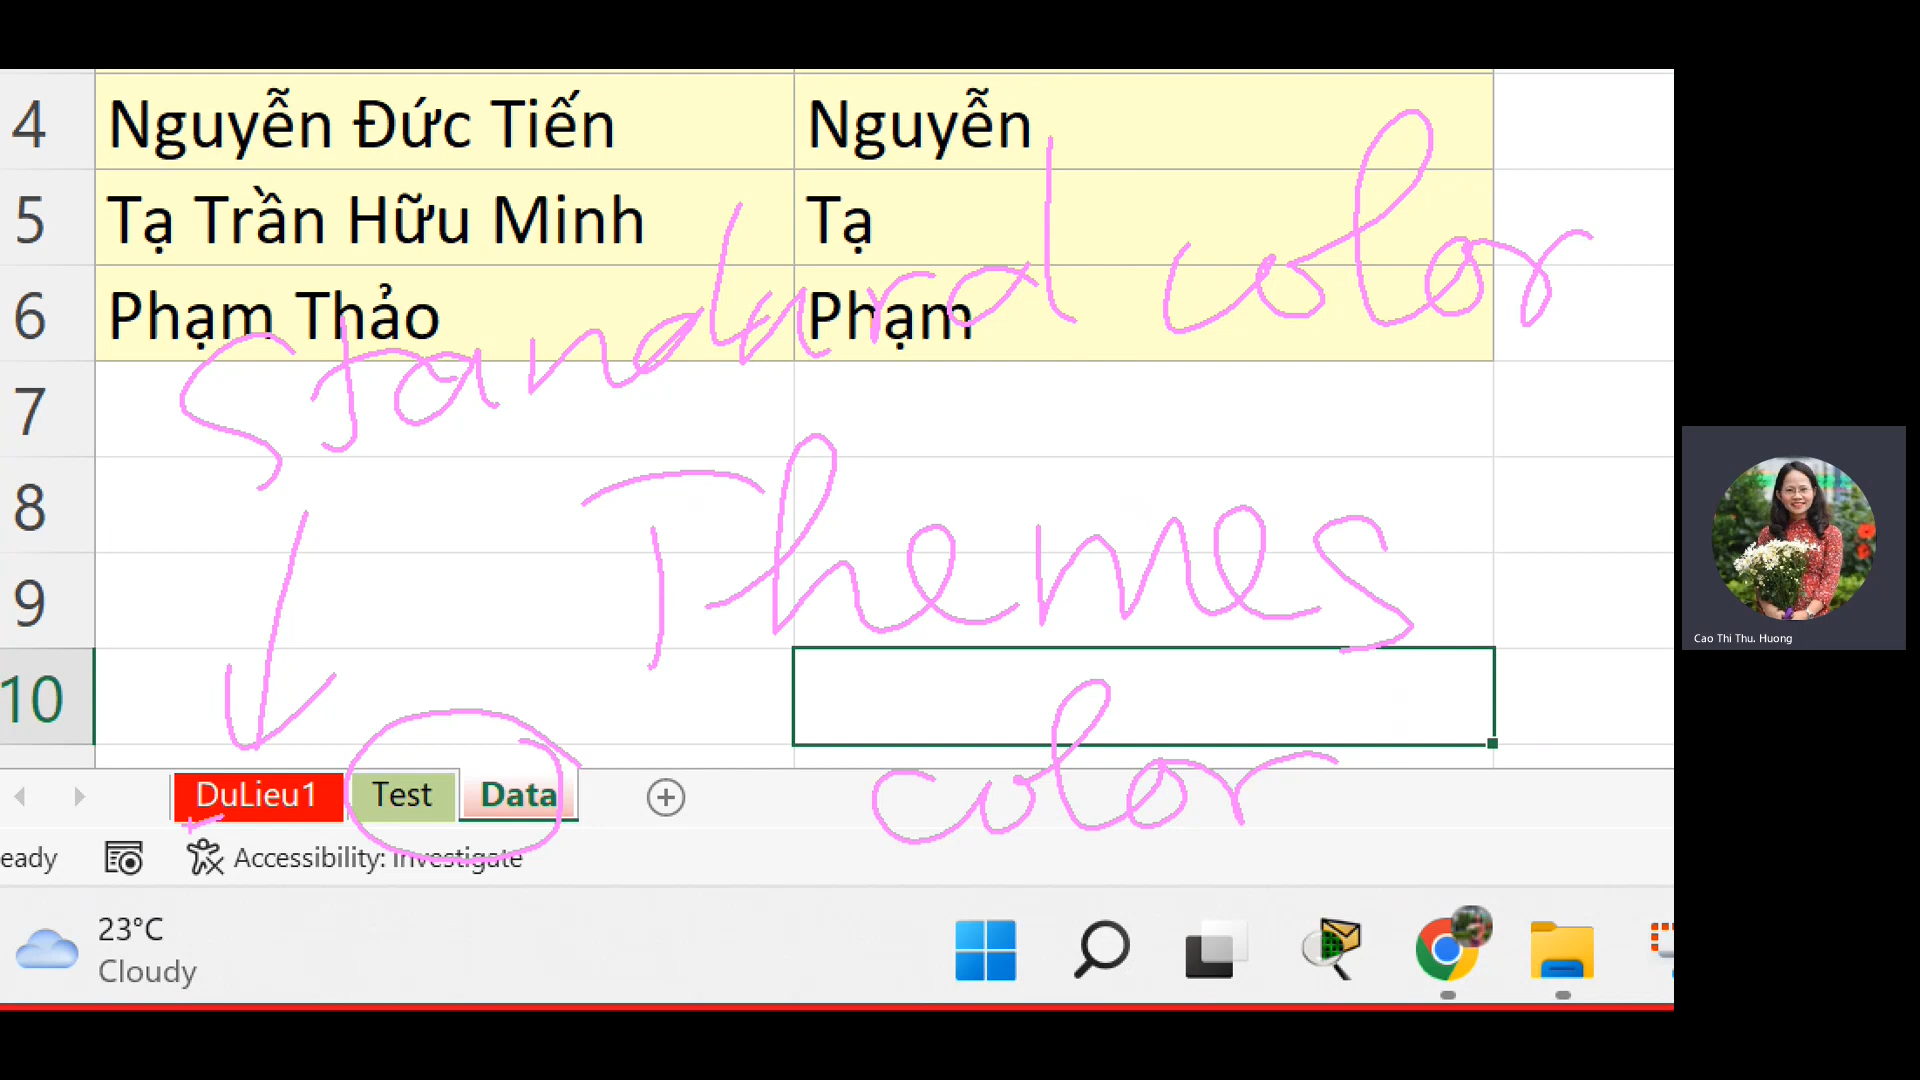 4 Nguyễn Đức Tiến Nguyễn
5 Tạ Trần Hữu Minh Tạ
6 Phạm Thảo Phạm
Standard color
7
8
Themes
9
10
color
DuLieu1 Test Data
eady Accessibility: Investigate
23°C
Cloudy
Cao Thi Thu. Huong